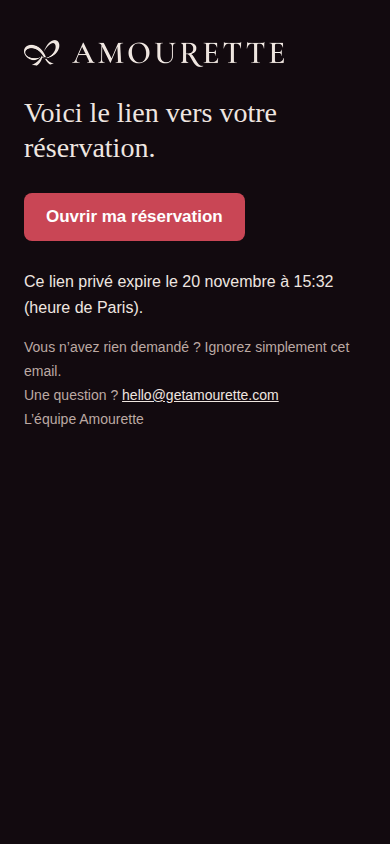 AMOURETTE
Voici le lien vers votre
réservation.
Ouvrir ma réservation
Ce lien privé expire le 20 novembre à 15:32
(heure de Paris).
Vous n’avez rien demandé ? Ignorez simplement cet
email.
Une question ? hello@getamourette.com
L’équipe Amourette